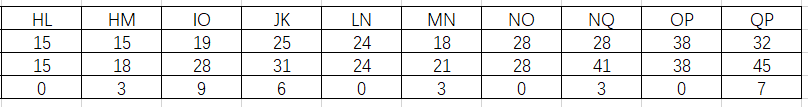 HL HM IO JK LN MN NO NQ OP QP
15 15 19 25 24 18 28 28 38 32
15 18 28 31 24 21 28 41 38 45
0 3 9 6 0 3 0 3 0 7